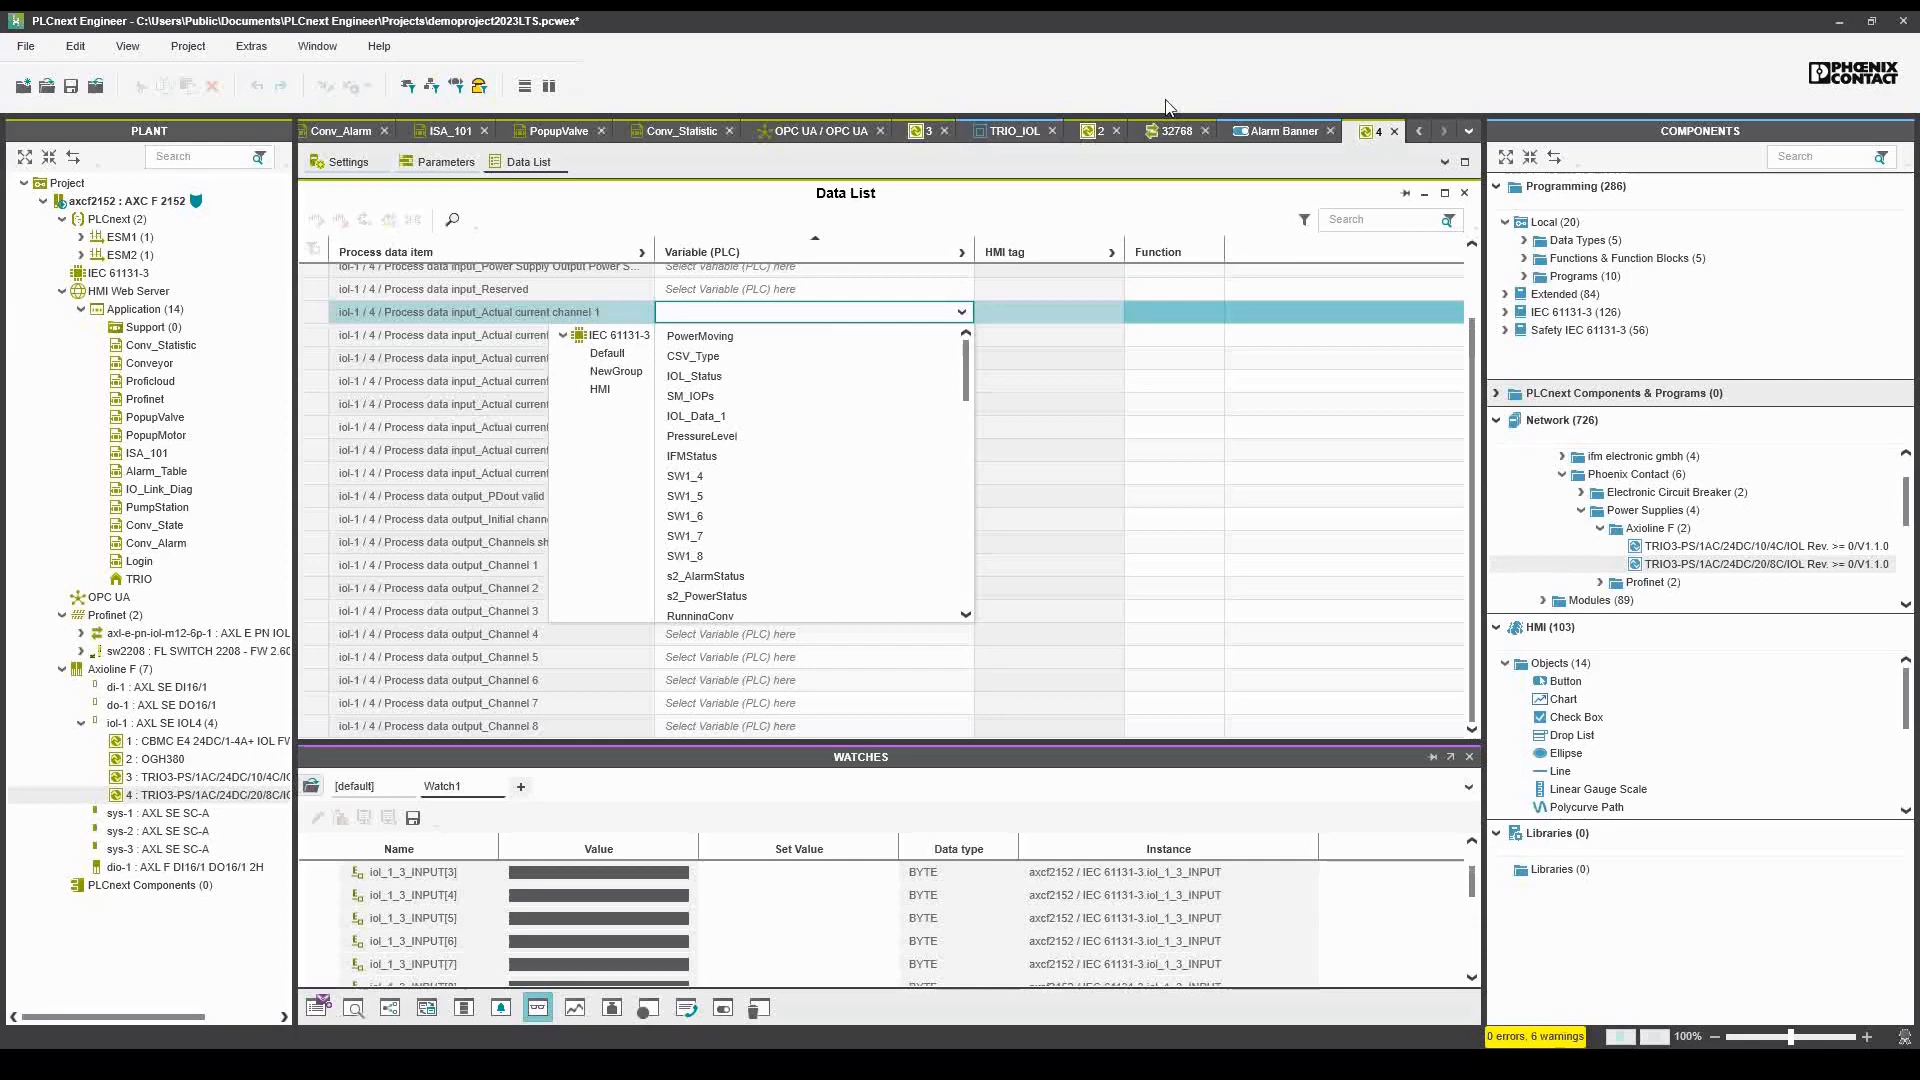 PLCnext Engineer - C:\Users\Public\Documents\PLCnext Engineer\Projects\demoproject2023LTS.pcwex*
File Edit View Project Extras Window Help
PHŒNIX CONTACT
PLANT
Search
Project
axcf2152 : AXC F 2152
PLCnext (2)
ESM1 (1)
ESM2 (1)
IEC 61131-3
HMI Web Server
Application (14)
Support (0)
Conv_Statistic
Conveyor
Proficloud
Profinet
PopupValve
PopupMotor
ISA_101
Alarm_Table
IO_Link_Diag
PumpStation
Conv_State
Conv_Alarm
Login
TRIO
OPC UA
Profinet (2)
axl-e-pn-iol-m12-6p-1 : AXL E PN IOL
sw2208 : FL SWITCH 2208 - FW 2.60
Axioline F (7)
di-1 : AXL SE DI16/1
do-1 : AXL SE DO16/1
iol-1 : AXL SE IOL4 (4)
1 : CBMC E4 24DC/1-4A+ IOL FW
2 : OGH380
3 : TRIO3-PS/1AC/24DC/10/4C/IO
4 : TRIO3-PS/1AC/24DC/20/8C/IO
sys-1 : AXL SE SC-A
sys-2 : AXL SE SC-A
sys-3 : AXL SE SC-A
dio-1 : AXL F DI16/1 DO16/1 2H
PLCnext Components (0)
Conv_Alarm ISA_101 PopupValve Conv_Statistic OPC UA / OPC UA 3 TRIO_IOL 2 32768 Alarm Banner 4
Settings Parameters Data List
Data List
Search
Process data item Variable (PLC) HMI tag Function
iol-1 / 4 / Process data input_Power Supply Output Power S... Select Variable (PLC) here
iol-1 / 4 / Process data input_Reserved Select Variable (PLC) here
iol-1 / 4 / Process data input_Actual current channel 1
iol-1 / 4 / Process data input_Actual current
iol-1 / 4 / Process data input_Actual current
iol-1 / 4 / Process data input_Actual current
iol-1 / 4 / Process data input_Actual current
iol-1 / 4 / Process data input_Actual current
iol-1 / 4 / Process data input_Actual current
iol-1 / 4 / Process data input_Actual current
iol-1 / 4 / Process data output_PDout valid
iol-1 / 4 / Process data output_Initial chann
iol-1 / 4 / Process data output_Channels sh
iol-1 / 4 / Process data output_Channel 1
iol-1 / 4 / Process data output_Channel 2
iol-1 / 4 / Process data output_Channel 3
iol-1 / 4 / Process data output_Channel 4 Select Variable (PLC) here
iol-1 / 4 / Process data output_Channel 5 Select Variable (PLC) here
iol-1 / 4 / Process data output_Channel 6 Select Variable (PLC) here
iol-1 / 4 / Process data output_Channel 7 Select Variable (PLC) here
iol-1 / 4 / Process data output_Channel 8 Select Variable (PLC) here
IEC 61131-3
Default
NewGroup
HMI
PowerMoving
CSV_Type
IOL_Status
SM_IOPs
IOL_Data_1
PressureLevel
IFMStatus
SW1_4
SW1_5
SW1_6
SW1_7
SW1_8
s2_AlarmStatus
s2_PowerStatus
RunningConv
WATCHES
[default] Watch1 +
Name Value Set Value Data type Instance
iol_1_3_INPUT[3] BYTE axcf2152 / IEC 61131-3.iol_1_3_INPUT
iol_1_3_INPUT[4] BYTE axcf2152 / IEC 61131-3.iol_1_3_INPUT
iol_1_3_INPUT[5] BYTE axcf2152 / IEC 61131-3.iol_1_3_INPUT
iol_1_3_INPUT[6] BYTE axcf2152 / IEC 61131-3.iol_1_3_INPUT
iol_1_3_INPUT[7] BYTE axcf2152 / IEC 61131-3.iol_1_3_INPUT
COMPONENTS
Search
Programming (286)
Local (20)
Data Types (5)
Functions & Function Blocks (5)
Programs (10)
Extended (84)
IEC 61131-3 (126)
Safety IEC 61131-3 (56)
PLCnext Components & Programs (0)
Network (726)
ifm electronic gmbh (4)
Phoenix Contact (6)
Electronic Circuit Breaker (2)
Power Supplies (4)
Axioline F (2)
TRIO3-PS/1AC/24DC/10/4C/IOL Rev. >= 0/V1.1.0
TRIO3-PS/1AC/24DC/20/8C/IOL Rev. >= 0/V1.1.0
Profinet (2)
Modules (89)
HMI (103)
Objects (14)
Button
Chart
Check Box
Drop List
Ellipse
Line
Linear Gauge Scale
Polycurve Path
Libraries (0)
Libraries (0)
0 errors, 6 warnings
100%